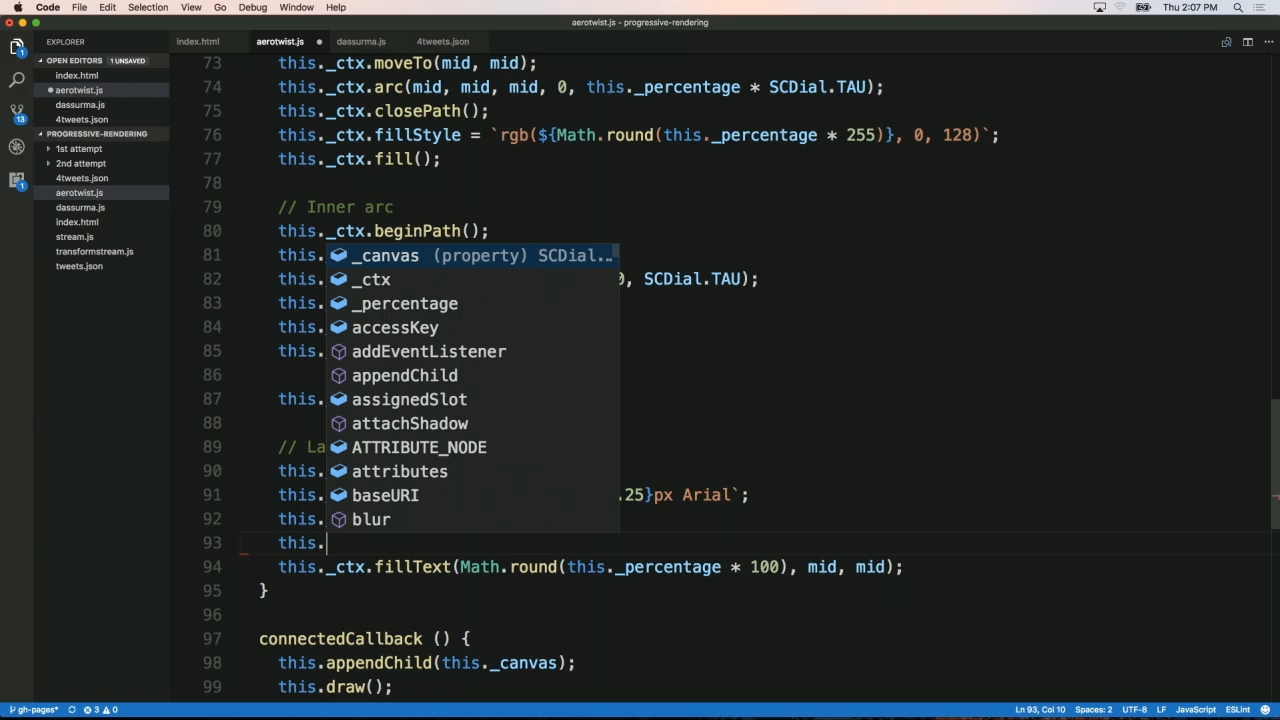 Code File Edit Selection View Go Debug Window Help Thu 2:07 PM
aerotwist.js - progressive-rendering
EXPLORER
index.html aerotwist.js dassurma.js 4tweets.json
OPEN EDITORS 1 UNSAVED
index.html
aerotwist.js
dassurma.js
4tweets.json
PROGRESSIVE-RENDERING
1st attempt
2nd attempt
4tweets.json
aerotwist.js
dassurma.js
index.html
stream.js
transformstream.js
tweets.json
1
13
1
73 this._ctx.moveTo(mid, mid);
74 this._ctx.arc(mid, mid, mid, 0, this._percentage * SCDial.TAU);
75 this._ctx.closePath();
76 this._ctx.fillStyle = `rgb(${Math.round(this._percentage * 255)}, 0, 128)`;
77 this._ctx.fill();
78
79 // Inner arc
80 this._ctx.beginPath();
81 this.
82 this. 0, SCDial.TAU);
83 this.
84 this.
85 this.
86
87 this.
88
89 // La
90 this.
91 this. .25}px Arial`;
92 this.
93 this.
94 this._ctx.fillText(Math.round(this._percentage * 100), mid, mid);
95 }
96
97 connectedCallback () {
98 this.appendChild(this._canvas);
99 this.draw();
_canvas (property) SCDial...
_ctx
_percentage
accessKey
addEventListener
appendChild
assignedSlot
attachShadow
ATTRIBUTE_NODE
attributes
baseURI
blur
gh-pages* 3 0 Ln 93, Col 10 Spaces: 2 UTF-8 LF JavaScript ESLint